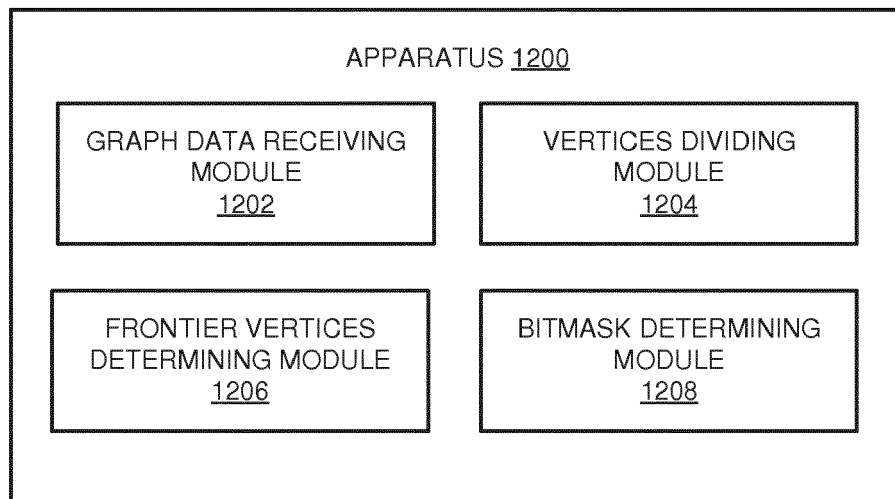 APPARATUS 1200
GRAPH DATA RECEIVING
MODULE
1202
VERTICES DIVIDING
MODULE
1204
FRONTIER VERTICES
DETERMINING MODULE
1206
BITMASK DETERMINING
MODULE
1208